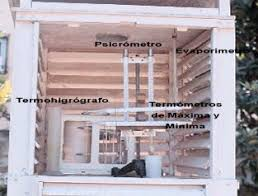 Psicrómetro
Evaporímetro
Termohigrógrafo
Termómetros
de Máxima y
Mínima